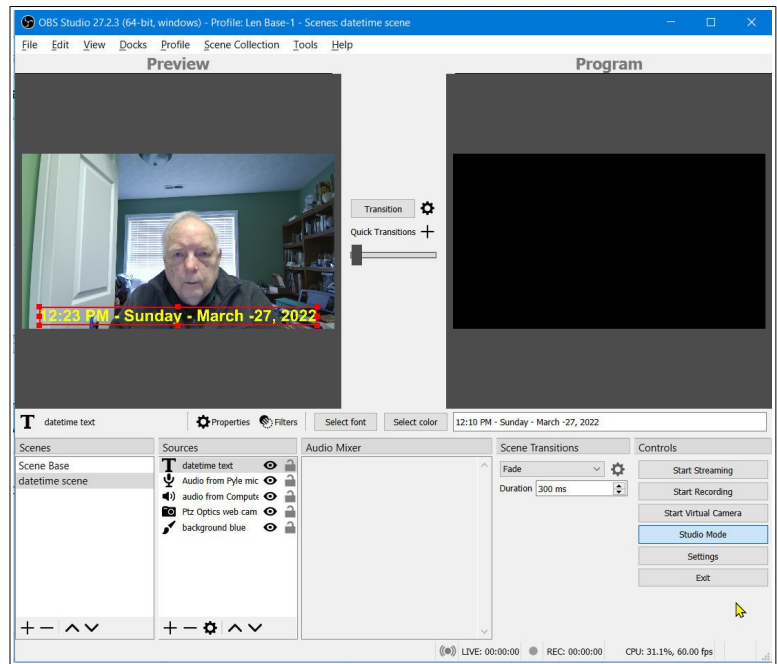 OBS Studio 27.2.3 (64-bit, windows) - Profile: Len Base-1 - Scenes: datetime scene
File Edit View Docks Profile Scene Collection Tools Help
Preview
Program
Transition
Quick Transitions
12:23 PM - Sunday - March -27, 2022
datetime text
Properties
Filters
Select font
Select color
12:10 PM - Sunday - March -27, 2022
Scenes
Scene Base
datetime scene
Sources
datetime text
Audio from Pyle mic
audio from Compute
Ptz Optics web cam
background blue
Audio Mixer
Scene Transitions
Fade
Duration 300 ms
Controls
Start Streaming
Start Recording
Start Virtual Camera
Studio Mode
Settings
Exit
LIVE: 00:00:00 REC: 00:00:00 CPU: 31.1%, 60.00 fps